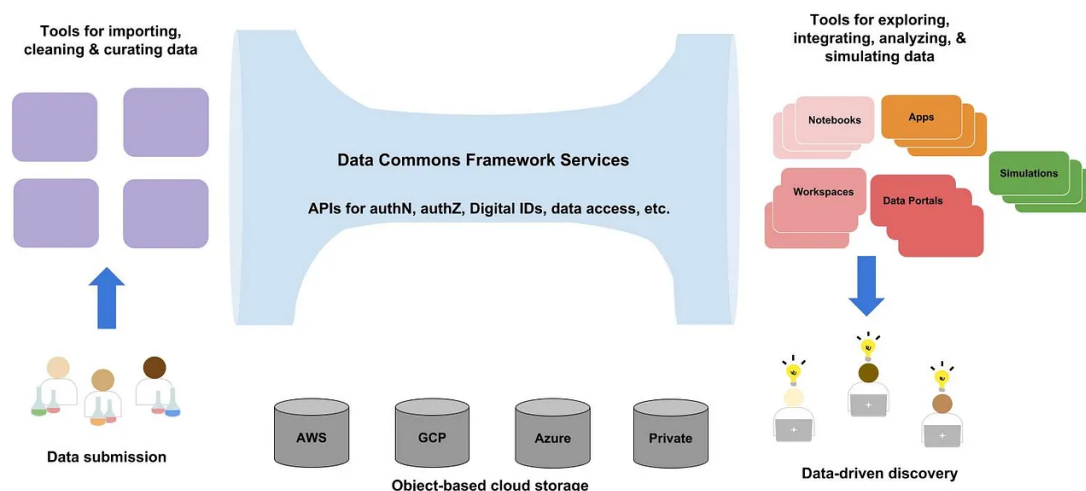 Tools for importing,
cleaning & curating data
Tools for exploring,
integrating, analyzing, &
simulating data
Notebooks
Apps
Simulations
Workspaces
Data Portals
Data Commons Framework Services
APIs for authN, authZ, Digital IDs, data access, etc.
AWS
GCP
Azure
Private
Data submission
Object-based cloud storage
Data-driven discovery